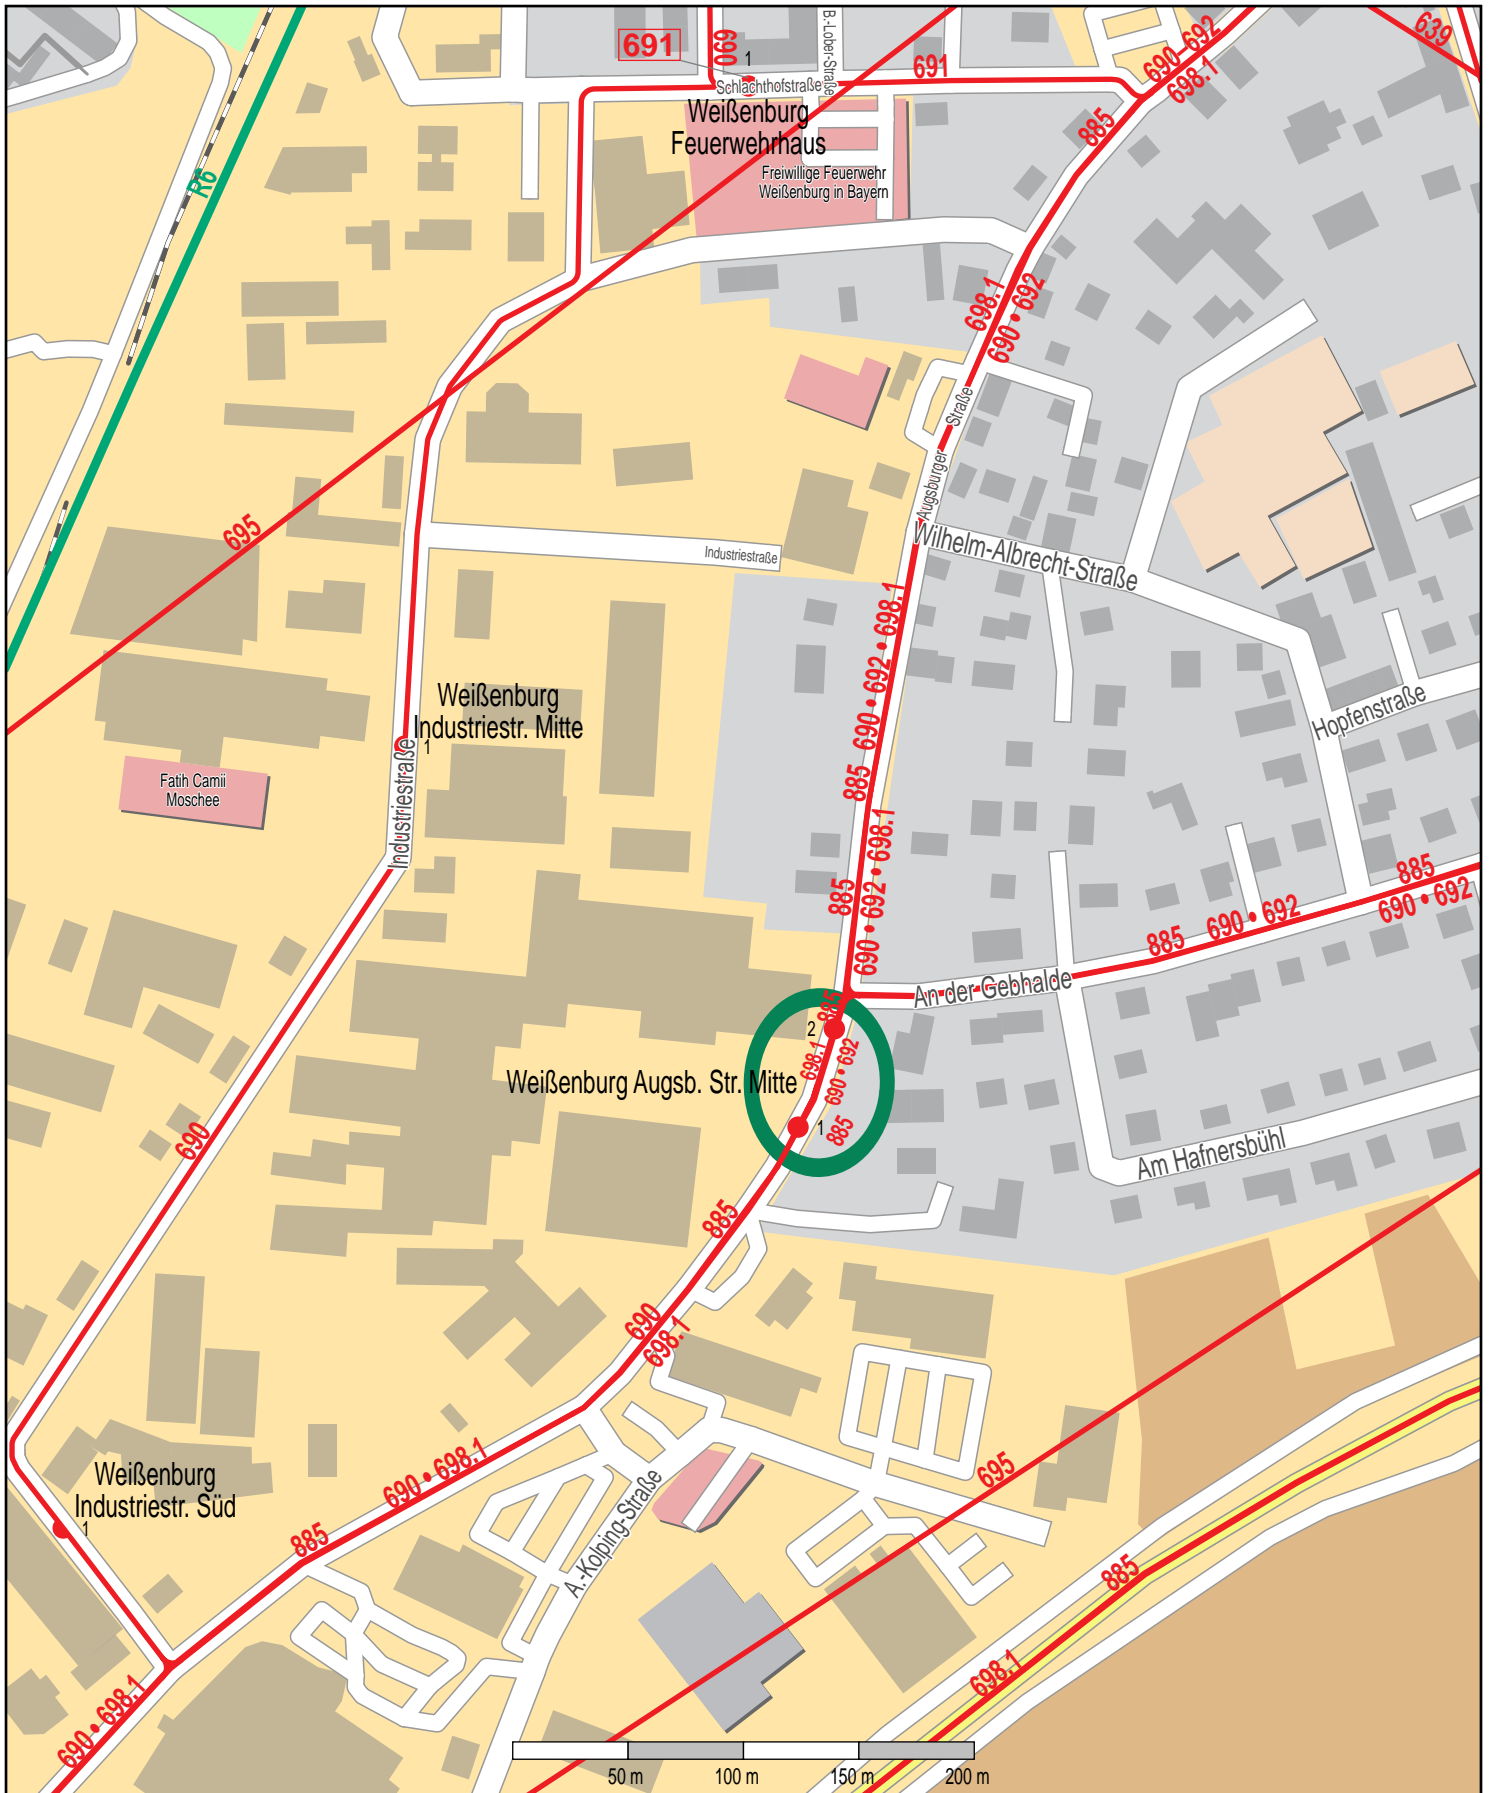 639
690-692
698.1
691
690
1
B.-Lober-Straße
691
Schlachthofstraße
885
Weißenburg
Feuerwehrhaus
Freiwillige Feuerwehr
Weißenburg in Bayern
R6
698.1
690 • 692
Augsburger Straße
695
Industriestraße
Wilhelm-Albrecht-Straße
885 690 • 692 • 698.1
Weißenburg
Industriestr. Mitte
1
Hopfenstraße
Fatih Camii
Moschee
Industriestraße
885
690 • 692 • 698.1
885
690 • 692
885 690 • 692
An der Gebhalde
885
2
698.1
690 • 692
Weißenburg Augsb. Str. Mitte
1
885
690
Am Hafnersbühl
885
690
698.1
Weißenburg
Industriestr. Süd
1
690 • 698.1
885
A.-Kolping-Straße
695
885
698.1
690 • 698.1
50 m
100 m
150 m
200 m